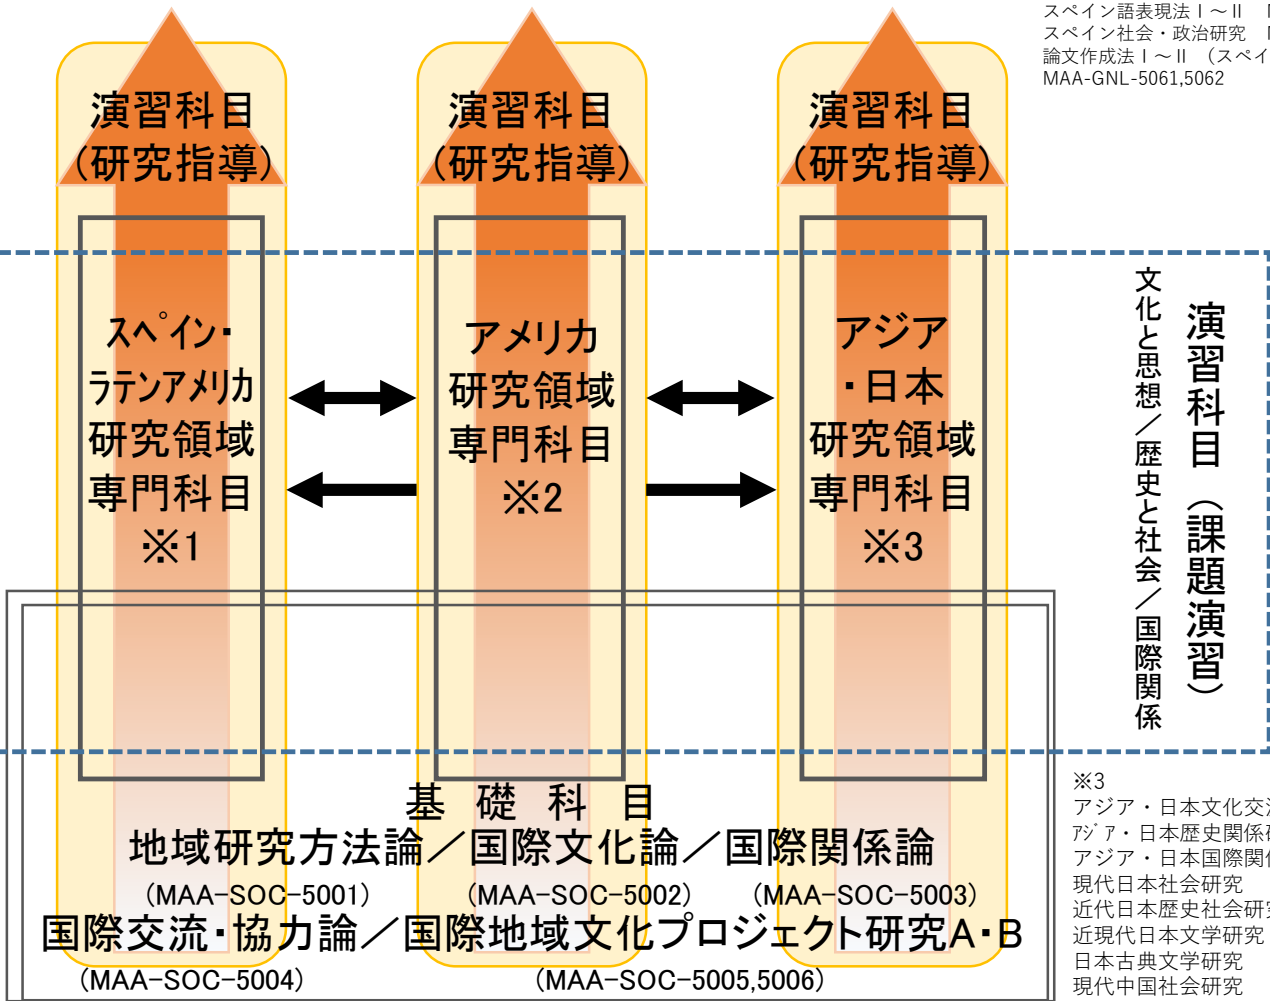 スペイン語表現法Ⅰ～Ⅱ
スペイン社会・政治研究
論文作成法Ⅰ～Ⅱ （スペイ
MAA-GNL-5061,5062
演習科目
(研究指導)
演習科目
(研究指導)
演習科目
(研究指導)
スペイン・
ラテンアメリカ
研究領域
専門科目
※1
アメリカ
研究領域
専門科目
※2
アジア
・日本
研究領域
専門科目
※3
演習科目（課題演習）
文化と思想／歴史と社会／国際関係
基 礎 科 目
地域研究方法論／国際文化論／国際関係論
(MAA-SOC-5001) (MAA-SOC-5002) (MAA-SOC-5003)
国際交流・協力論／国際地域文化プロジェクト研究A・B
(MAA-SOC-5004) (MAA-SOC-5005,5006)
※3
アジア・日本文化交
アジア・日本歴史関係
アジア・日本国際関
現代日本社会研究
近代日本歴史社会研
近現代日本文学研究
日本古典文学研究
現代中国社会研究